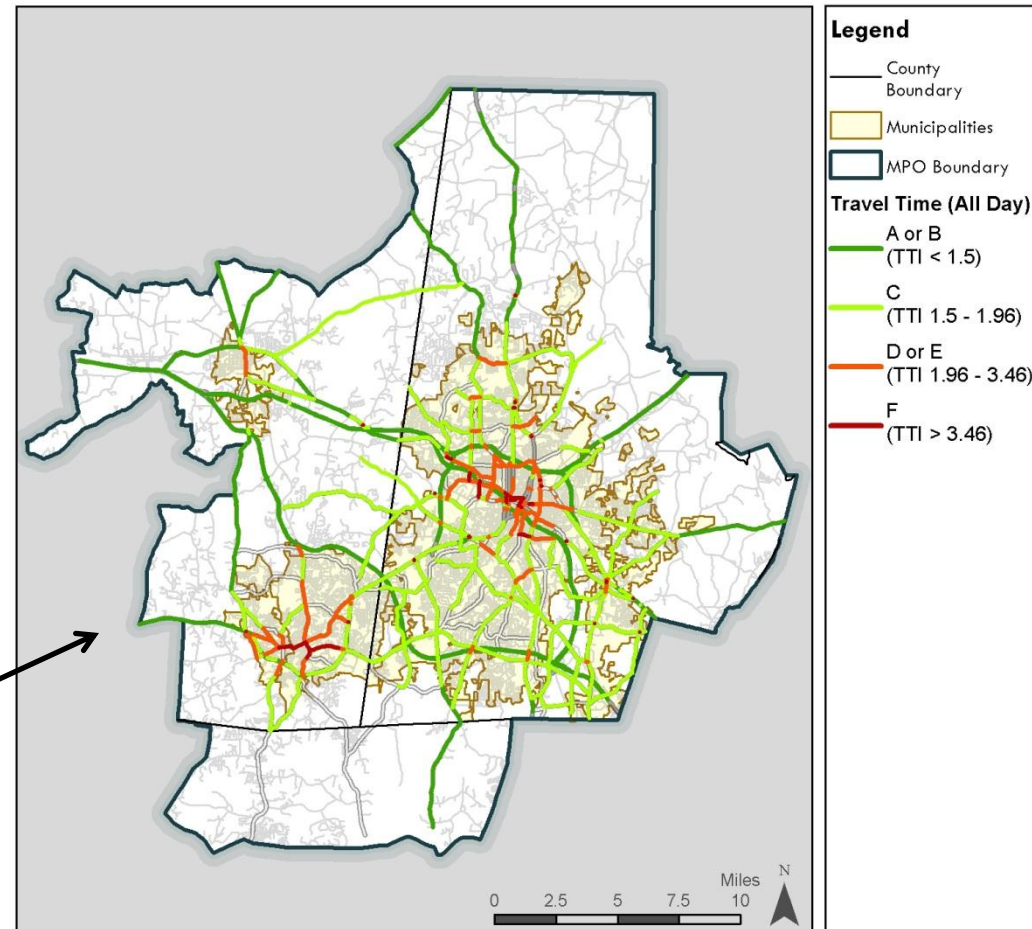 Legend
County
Boundary
Municipalities
MPO Boundary
Travel Time (All Day)
A or B
(TTI < 1.5)
C
(TTI 1.5 - 1.96)
D or E
(TTI 1.96 - 3.46)
F
(TTI > 3.46)
Miles
0 2.5 5 7.5 10
N